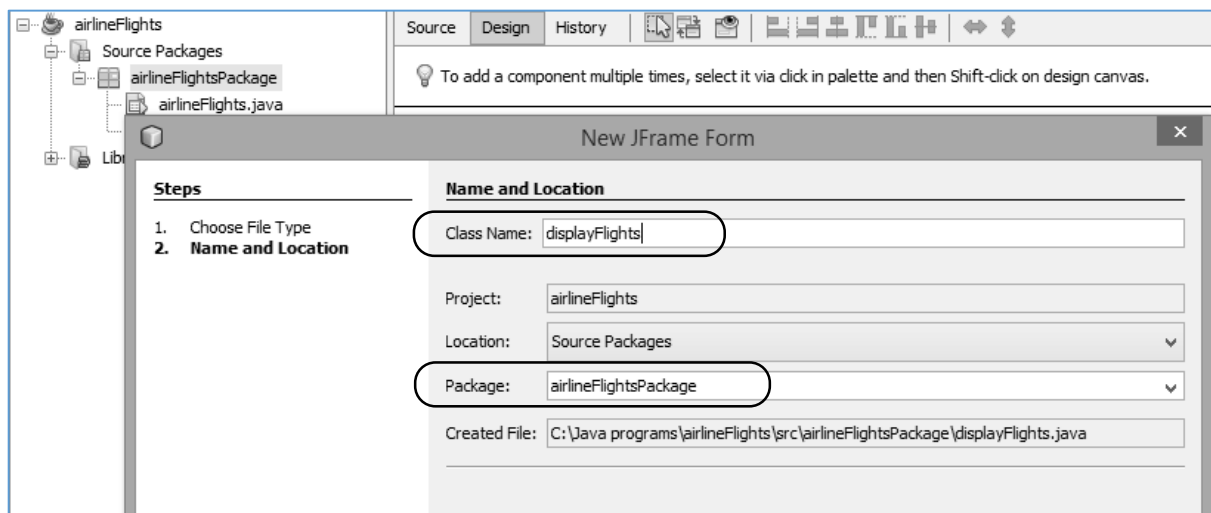 airlineFlights
Source Packages
airlineFlightsPackage
airlineFlights.java
Source Design History
To add a component multiple times, select it via click in palette and then Shift-click on design canvas.
New JFrame Form
Steps
1. Choose File Type
2. Name and Location
Name and Location
Class Name: displayFlights
Project: airlineFlights
Location: Source Packages
Package: airlineFlightsPackage
Created File: C:\Java programs\airlineFlights\src\airlineFlightsPackage\displayFlights.java